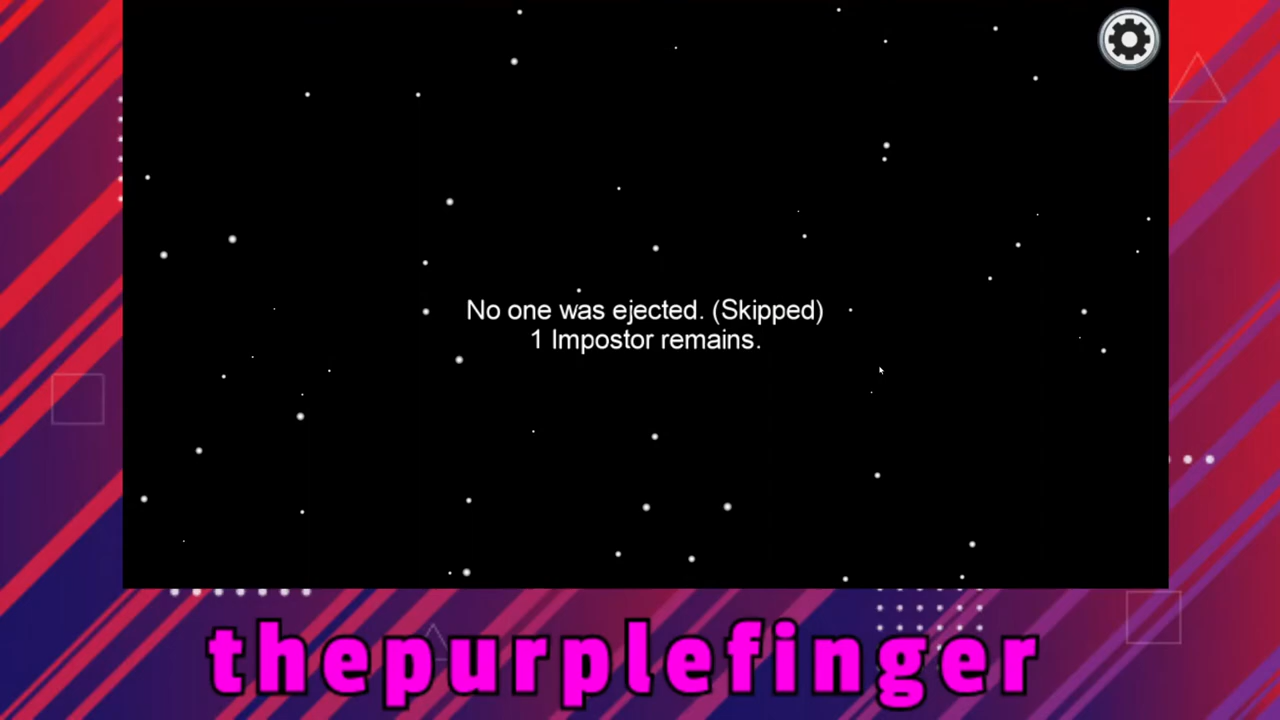 No one was ejected. (Skipped)
1 Impostor remains.
thepurplefinger